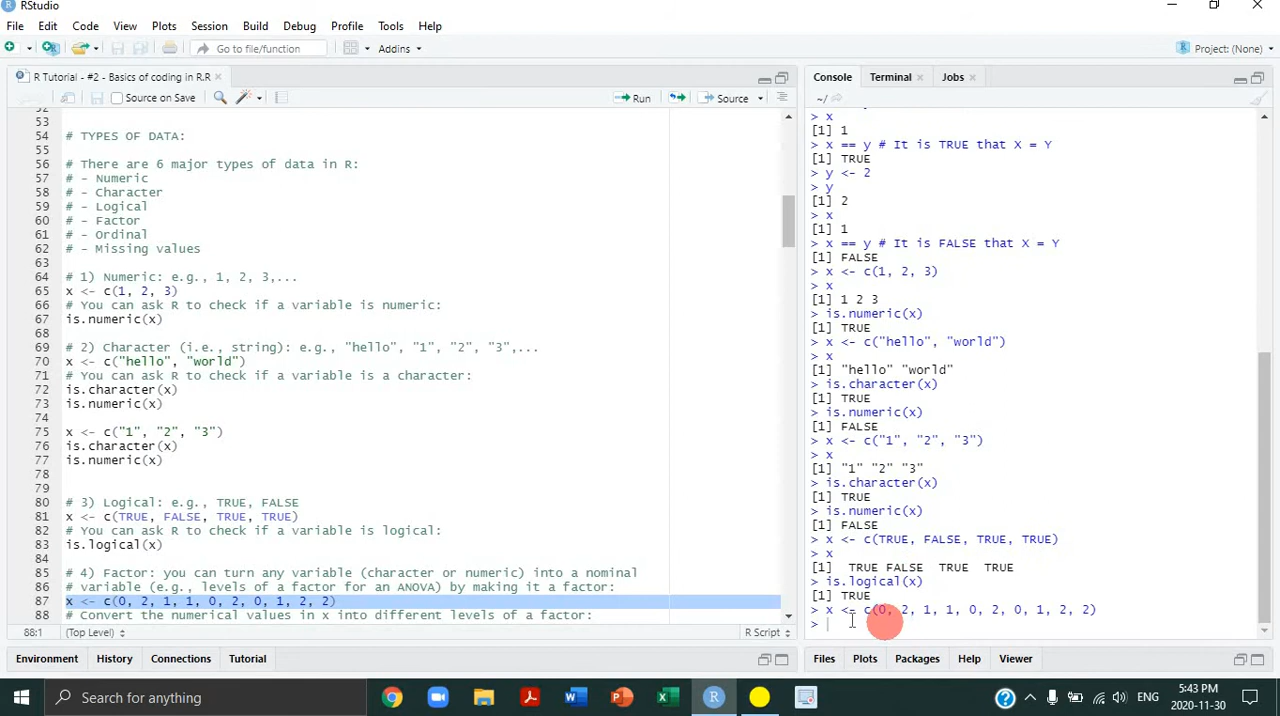 RStudio
File Edit Code View Plots Session Build Debug Profile Tools Help
Go to file/function Addins Project: (None)
R Tutorial - #2 - Basics of coding in R.R
Source on Save Run Source
53
54 # TYPES OF DATA:
55
56 # There are 6 major types of data in R:
57 # - Numeric
58 # - Character
59 # - Logical
60 # - Factor
61 # - Ordinal
62 # - Missing values
63
64 # 1) Numeric: e.g., 1, 2, 3,...
65 x <- c(1, 2, 3)
66 # You can ask R to check if a variable is numeric:
67 is.numeric(x)
68
69 # 2) Character (i.e., string): e.g., "hello", "1", "2", "3",...
70 x <- c("hello", "world")
71 # You can ask R to check if a variable is a character:
72 is.character(x)
73 is.numeric(x)
74
75 x <- c("1", "2", "3")
76 is.character(x)
77 is.numeric(x)
78
79
80 # 3) Logical: e.g., TRUE, FALSE
81 x <- c(TRUE, FALSE, TRUE, TRUE)
82 # You can ask R to check if a variable is logical:
83 is.logical(x)
84
85 # 4) Factor: you can turn any variable (character or numeric) into a nominal
86 # variable (e.g., levels of a factor for an ANOVA) by making it a factor:
87 x <- c(0, 2, 1, 1, 0, 2, 0, 1, 2, 2)
88 # Convert the numerical values in x into different levels of a factor:
88:1 (Top Level) R Script
Console Terminal Jobs
~/
> x
[1] 1
> x == y # It is TRUE that X = Y
[1] TRUE
> y <- 2
> y
[1] 2
> x
[1] 1
> x == y # It is FALSE that X = Y
[1] FALSE
> x <- c(1, 2, 3)
> x
[1] 1 2 3
> is.numeric(x)
[1] TRUE
> x <- c("hello", "world")
> x
[1] "hello" "world"
> is.character(x)
[1] TRUE
> is.numeric(x)
[1] FALSE
> x <- c("1", "2", "3")
> x
[1] "1" "2" "3"
> is.character(x)
[1] TRUE
> is.numeric(x)
[1] FALSE
> x <- c(TRUE, FALSE, TRUE, TRUE)
> x
[1] TRUE FALSE TRUE TRUE
> is.logical(x)
[1] TRUE
> x <- c(0, 2, 1, 1, 0, 2, 0, 1, 2, 2)
>
Environment History Connections Tutorial
Files Plots Packages Help Viewer
Search for anything
ENG
5:43 PM
2020-11-30